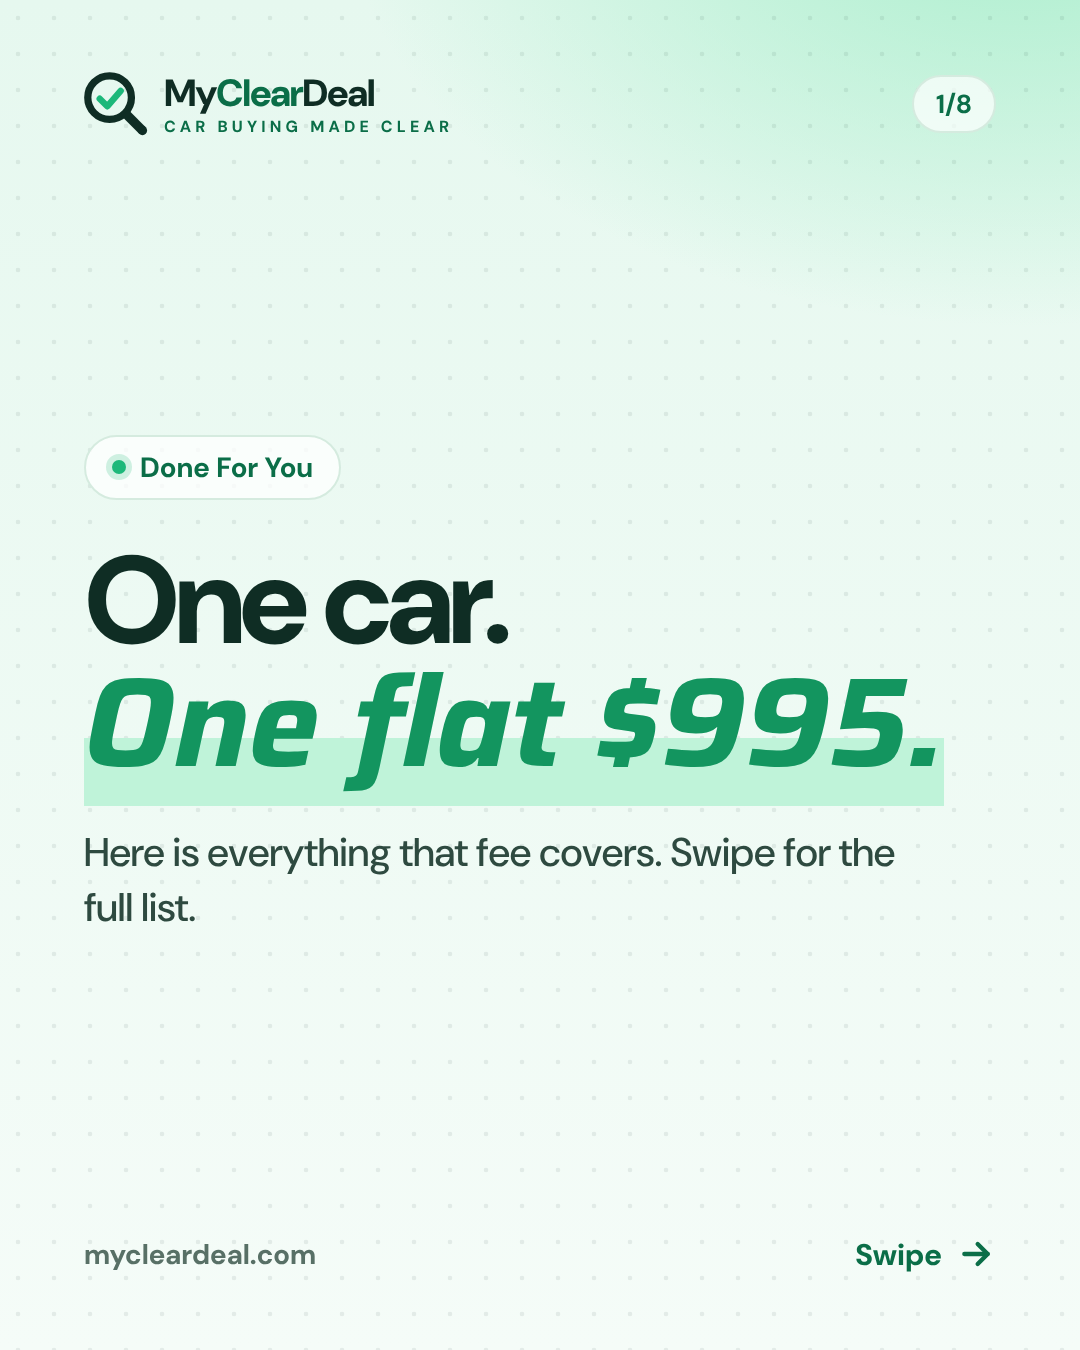 MyClearDeal
CAR BUYING MADE CLEAR
1/8
Done For You
One car.
One flat $995.
Here is everything that fee covers. Swipe for the
full list.
mycleardeal.com
Swipe →